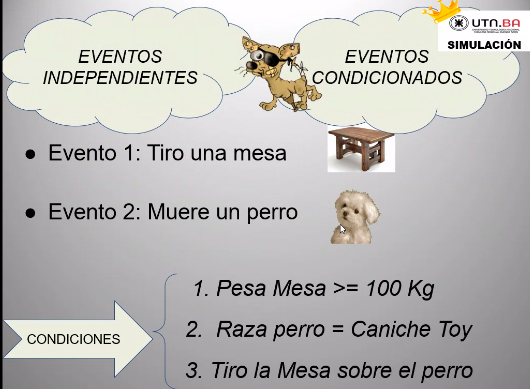 EVENTOS
INDEPENDIENTES
EVENTOS
CONDICIONADOS
UTN.BA
SIMULACIÓN
● Evento 1: Tiro una mesa
● Evento 2: Muere un perro
CONDICIONES
1. Pesa Mesa >= 100 Kg
2. Raza perro = Caniche Toy
3. Tiro la Mesa sobre el perro